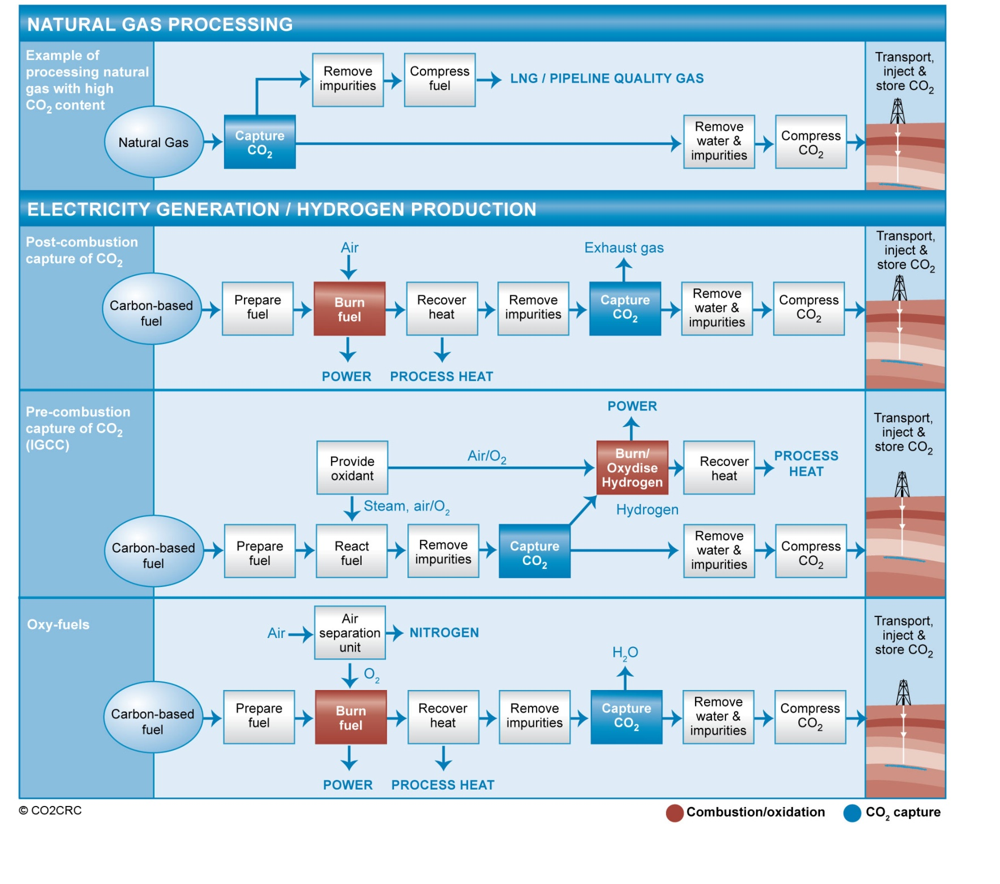 NATURAL GAS PROCESSING
Example of
processing natural
gas with high
CO₂ content
Natural Gas
Capture
CO₂
Remove
impurities
Compress
fuel
LNG / PIPELINE QUALITY GAS
Remove
water &
impurities
Compress
CO₂
Transport,
inject &
store CO₂
ELECTRICITY GENERATION / HYDROGEN PRODUCTION
Post-combustion
capture of CO₂
Carbon-based
fuel
Prepare
fuel
Air
Burn
fuel
POWER
Recover
heat
PROCESS HEAT
Remove
impurities
Exhaust gas
Capture
CO₂
Remove
water &
impurities
Compress
CO₂
Transport,
inject &
store CO₂
Pre-combustion
capture of CO₂
(IGCC)
POWER
Provide
oxidant
Air/O₂
Burn/
Oxydise
Hydrogen
Recover
heat
PROCESS
HEAT
Steam, air/O₂
Hydrogen
Carbon-based
fuel
Prepare
fuel
React
fuel
Remove
impurities
Capture
CO₂
Remove
water &
impurities
Compress
CO₂
Transport,
inject &
store CO₂
Oxy-fuels
Air
Air
separation
unit
NITROGEN
O₂
H₂O
Carbon-based
fuel
Prepare
fuel
Burn
fuel
POWER
Recover
heat
PROCESS HEAT
Remove
impurities
Capture
CO₂
Remove
water &
impurities
Compress
CO₂
Transport,
inject &
store CO₂
© CO2CRC
Combustion/oxidation
CO₂ capture